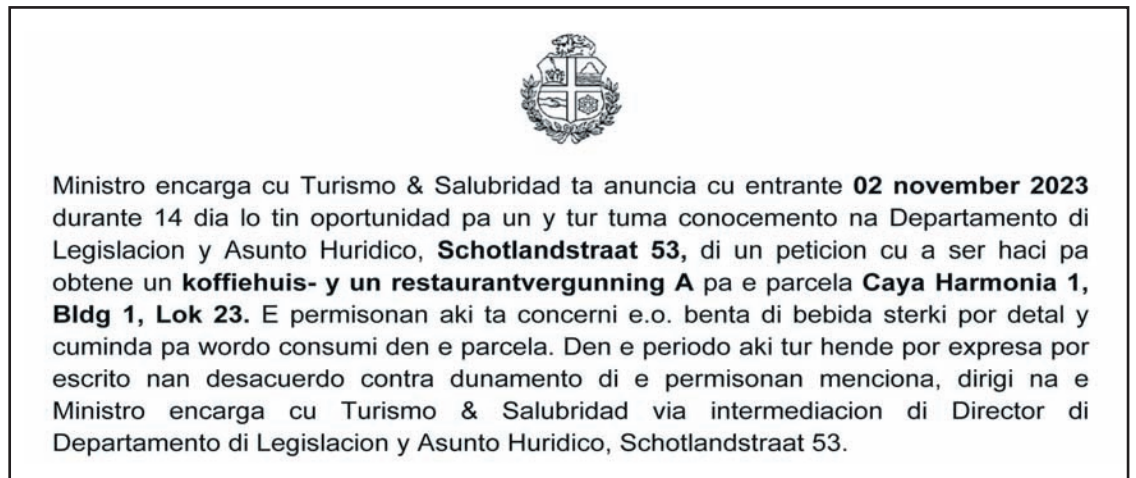 Ministro encarga cu Turismo & Salubridad ta anuncia cu entrante 02 november 2023
durante 14 dia lo tin oportunidad pa un y tur tuma conocemento na Departamento di
Legislacion y Asunto Huridico, Schotlandstraat 53, di un peticion cu a ser haci pa
obtene un koffiehuis- y un restaurantvergunning A pa e parcela Caya Harmonia 1,
Bldg 1, Lok 23. E permisonan aki ta concerni e.o. benta di bebida sterki por detal y
cuminda pa wordo consumi den e parcela. Den e periodo aki tur hende por expresa por
escrito nan desacuerdo contra dunamento di e permisonan menciona, dirigi na e
Ministro encarga cu Turismo & Salubridad via intermediacion di Director di
Departamento di Legislacion y Asunto Huridico, Schotlandstraat 53.